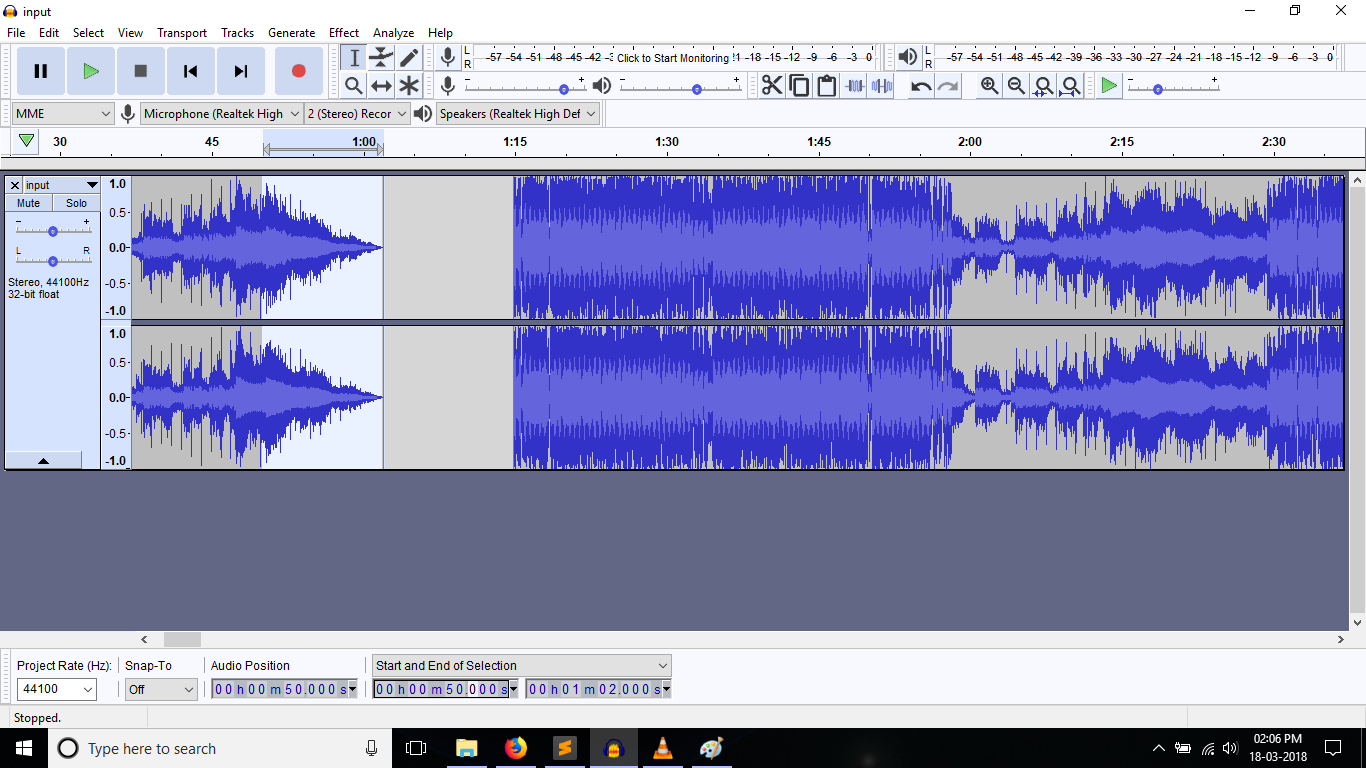 input
File Edit Select View Transport Tracks Generate Effect Analyze Help
L -57 -54 -51 -48 -45 -42 -3 Click to Start Monitoring !1 -18 -15 -12 -9 -6 -3 0 L -57 -54 -51 -48 -45 -42 -39 -36 -33 -30 -27 -24 -21 -18 -15 -12 -9 -6 -3 0
R R
- + - + - +
MME Microphone (Realtek High 2 (Stereo) Recor Speakers (Realtek High Def
30 45 1:00 1:15 1:30 1:45 2:00 2:15 2:30
input 1.0
Mute Solo
- + 0.5
L R 0.0
Stereo, 44100Hz -0.5
32-bit float
-1.0
1.0
0.5
0.0
-0.5
-1.0
Project Rate (Hz): Snap-To Audio Position Start and End of Selection
44100 Off 00 h 00 m 50.000 s 00 h 00 m 50.000 s 00 h 01 m 02.000 s
Stopped.
Type here to search 02:06 PM
18-03-2018